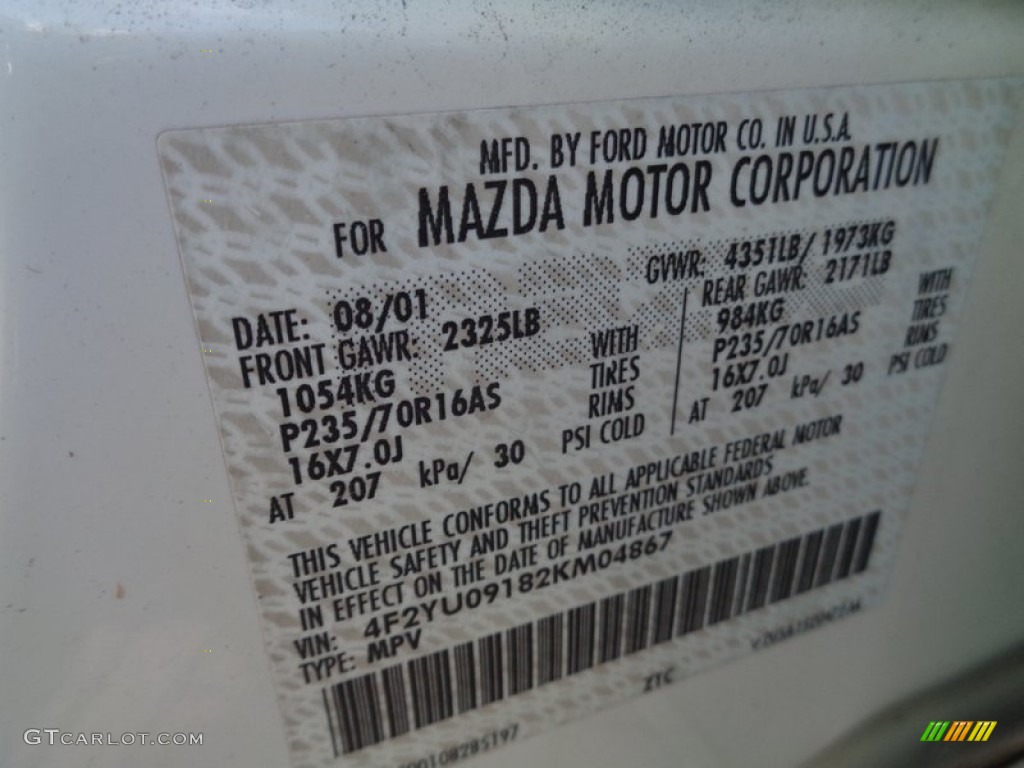 MFD. BY FORD MOTOR CO. IN U.S.A.
FOR MAZDA MOTOR CORPORATION
DATE: 08/01 GVWR: 4351LB/ 1973KG
FRONT GAWR: 2325LB REAR GAWR: 2171LB
1054KG WITH 984KG WITH
P235/70R16AS TIRES P235/70R16AS TIRES
16X7.0J RIMS 16X7.0J RIMS
AT 207 kPa/ 30 PSI COLD AT 207 kPa/ 30 PSI COLD
THIS VEHICLE CONFORMS TO ALL APPLICABLE FEDERAL MOTOR
VEHICLE SAFETY AND THEFT PREVENTION STANDARDS
IN EFFECT ON THE DATE OF MANUFACTURE SHOWN ABOVE.
VIN: 4F2YU09182KM04867
TYPE: MPV
ZTC
GTCARLOT.COM